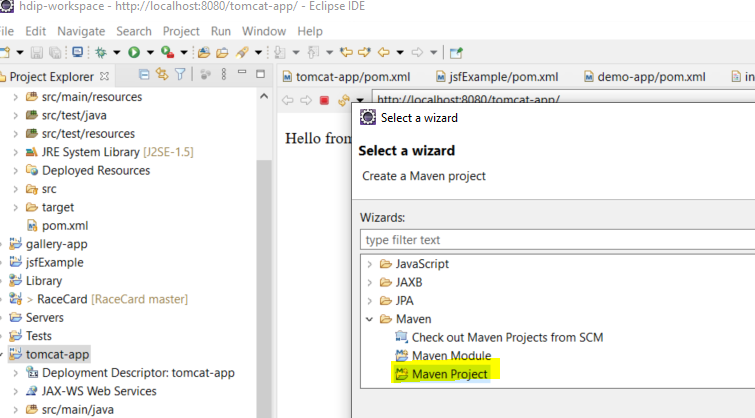 hdip-workspace - http://localhost:8080/tomcat-app/ - Eclipse IDE
File Edit Navigate Search Project Run Window Help
Project Explorer
src/main/resources
src/test/java
src/test/resources
JRE System Library [J2SE-1.5]
Deployed Resources
src
target
pom.xml
gallery-app
jsfExample
Library
> RaceCard [RaceCard master]
Servers
Tests
tomcat-app
Deployment Descriptor: tomcat-app
JAX-WS Web Services
src/main/java
tomcat-app/pom.xml
jsfExample/pom.xml
demo-app/pom.xml
in
http://localhost:8080/tomcat-app/
Hello from
Select a wizard
Select a wizard
Create a Maven project
Wizards:
type filter text
JavaScript
JAXB
JPA
Maven
Check out Maven Projects from SCM
Maven Module
Maven Project